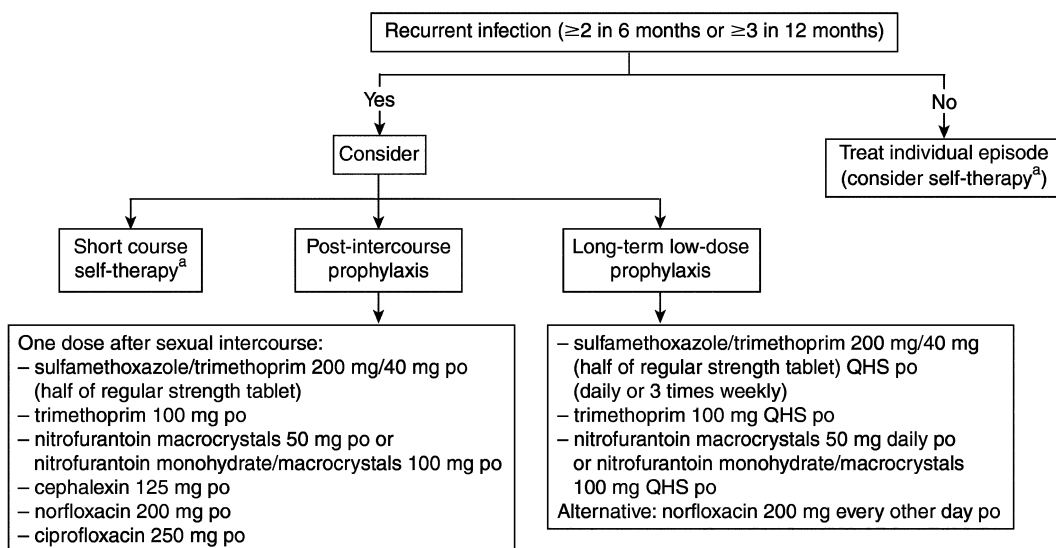 Recurrent infection (≥2 in 6 months or ≥3 in 12 months)
Yes
No
Consider
Treat individual episode
(consider self-therapyᵃ)
Short course
self-therapyᵃ
Post-intercourse
prophylaxis
Long-term low-dose
prophylaxis
One dose after sexual intercourse:
– sulfamethoxazole/trimethoprim 200 mg/40 mg po
(half of regular strength tablet)
– trimethoprim 100 mg po
– nitrofurantoin macrocrystals 50 mg po or
nitrofurantoin monohydrate/macrocrystals 100 mg po
– cephalexin 125 mg po
– norfloxacin 200 mg po
– ciprofloxacin 250 mg po
– sulfamethoxazole/trimethoprim 200 mg/40 mg
(half of regular strength tablet) QHS po
(daily or 3 times weekly)
– trimethoprim 100 mg QHS po
– nitrofurantoin macrocrystals 50 mg daily po
or nitrofurantoin monohydrate/macrocrystals
100 mg QHS po
Alternative: norfloxacin 200 mg every other day po